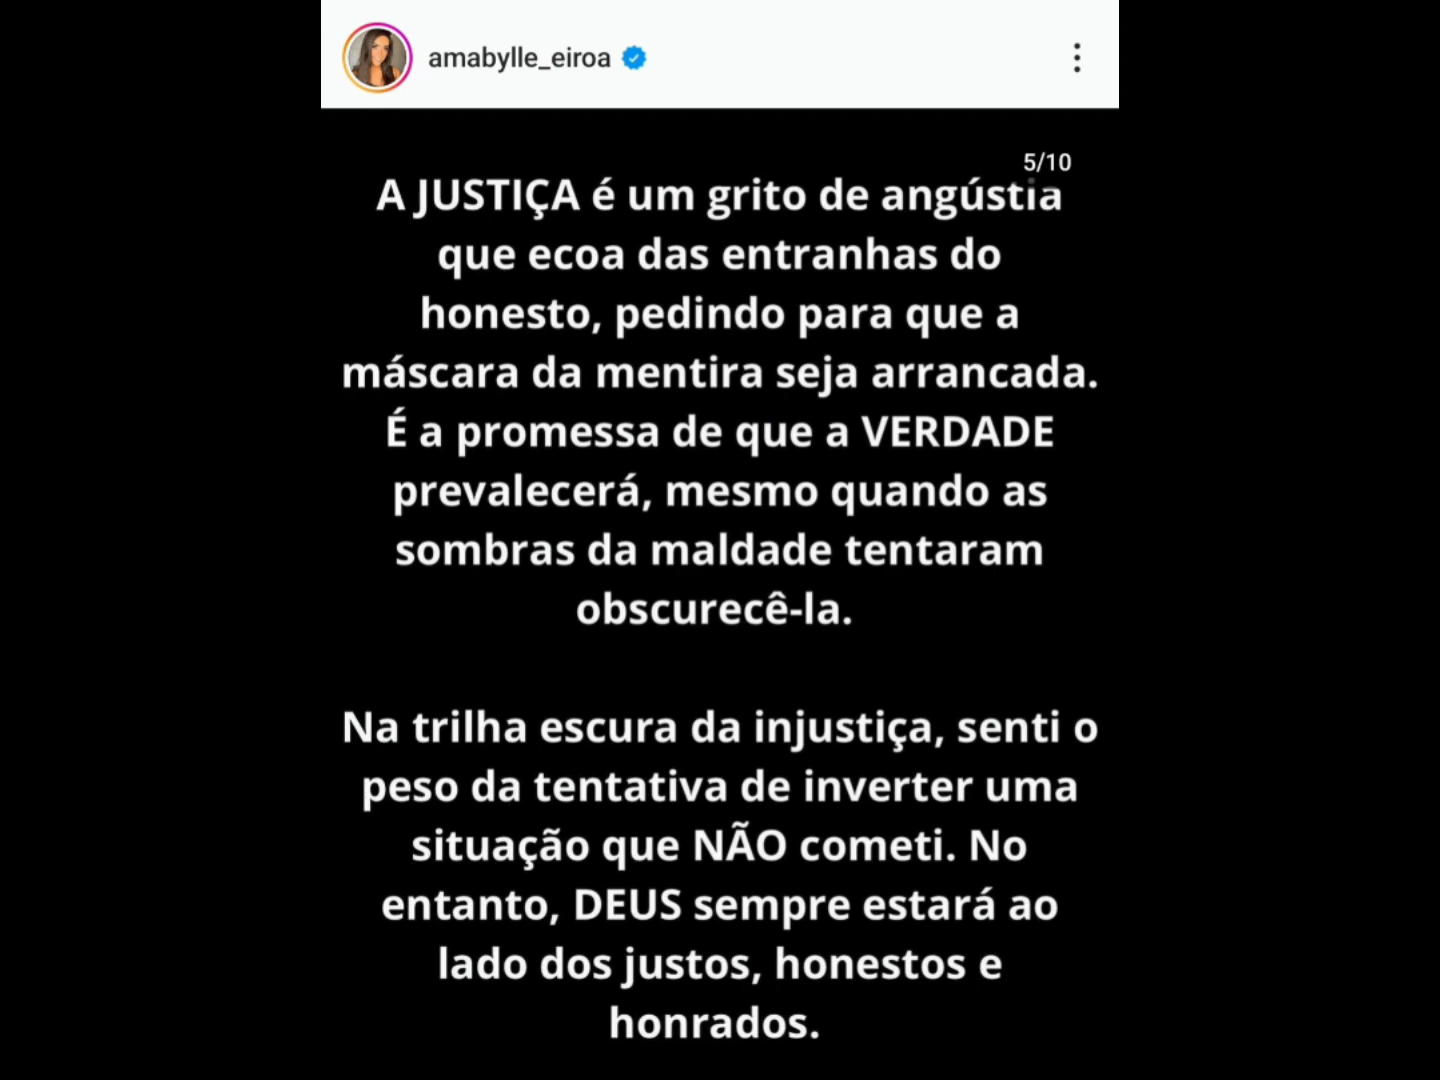 amabylle_eiroa
5/10
A JUSTIÇA é um grito de angústia
que ecoa das entranhas do
honesto, pedindo para que a
máscara da mentira seja arrancada.
É a promessa de que a VERDADE
prevalecerá, mesmo quando as
sombras da maldade tentaram
obscurecê-la.
Na trilha escura da injustiça, senti o
peso da tentativa de inverter uma
situação que NÃO cometi. No
entanto, DEUS sempre estará ao
lado dos justos, honestos e
honrados.